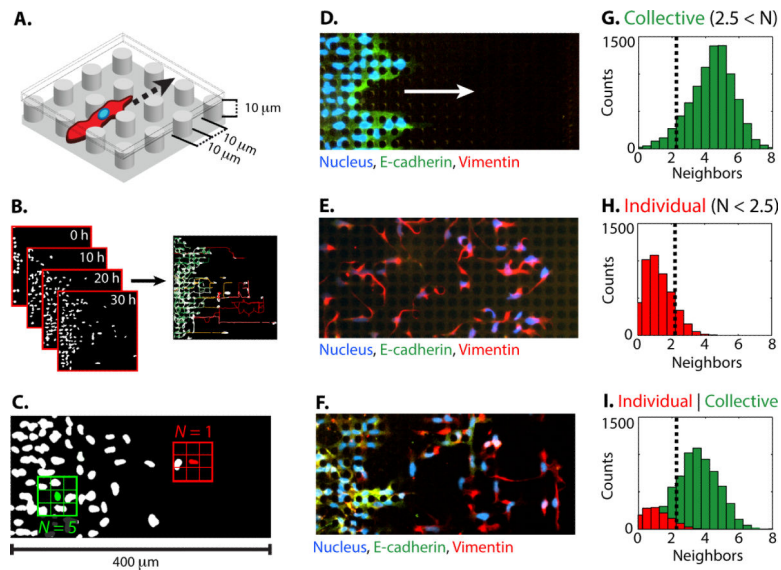 A.
10 μm
10 μm
10 μm
B.
0 h
10 h
20 h
30 h
C.
N = 1
N = 5
400 μm
D.
Nucleus, E-cadherin, Vimentin
E.
Nucleus, E-cadherin, Vimentin
F.
Nucleus, E-cadherin, Vimentin
G. Collective (2.5 < N)
1500
Counts
0
0 2 4 6 8
Neighbors
H. Individual (N < 2.5)
1500
Counts
0
0 2 4 6 8
Neighbors
I. Individual | Collective
1500
Counts
0
0 2 4 6 8
Neighbors